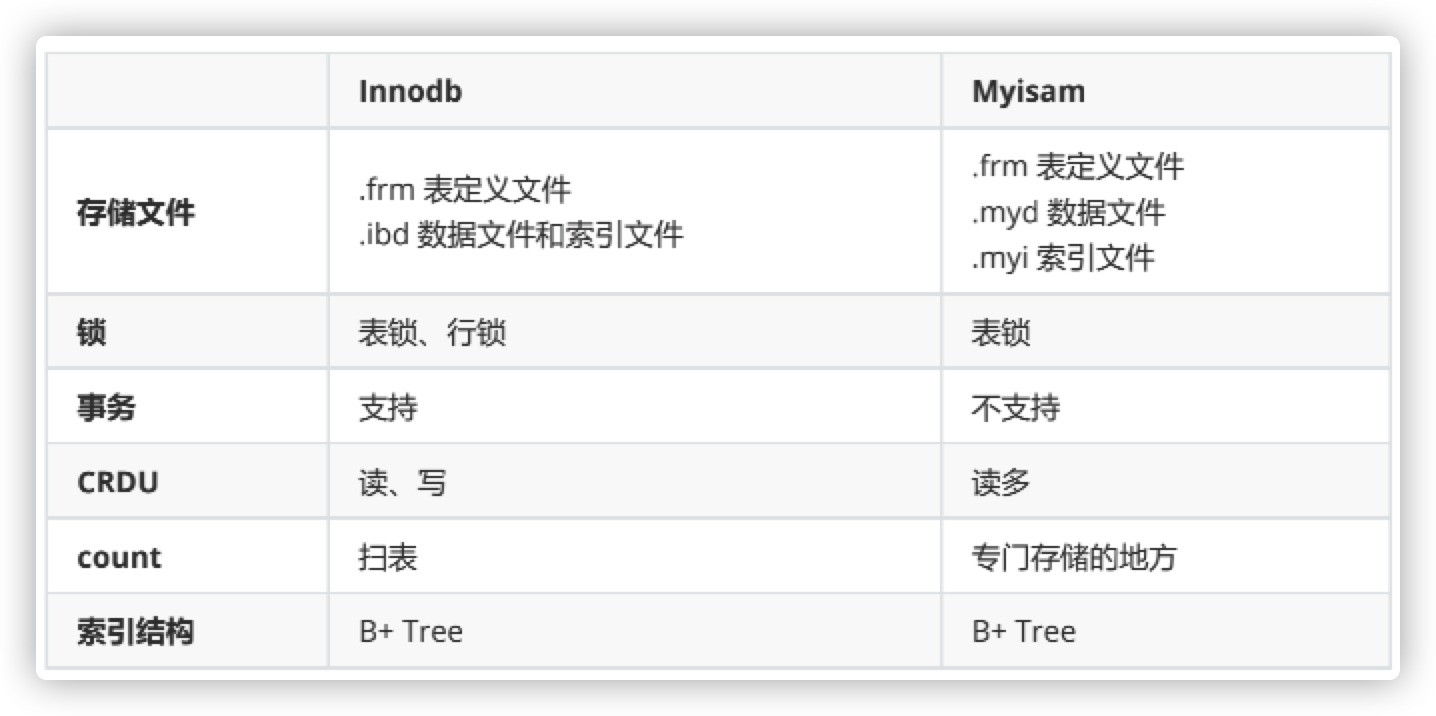 Innodb
Myisam
存储文件
.frm 表定义文件
.ibd 数据文件和索引文件
.frm 表定义文件
.myd 数据文件
.myi 索引文件
锁
表锁、行锁
表锁
事务
支持
不支持
CRDU
读、写
读多
count
扫表
专门存储的地方
索引结构
B+ Tree
B+ Tree